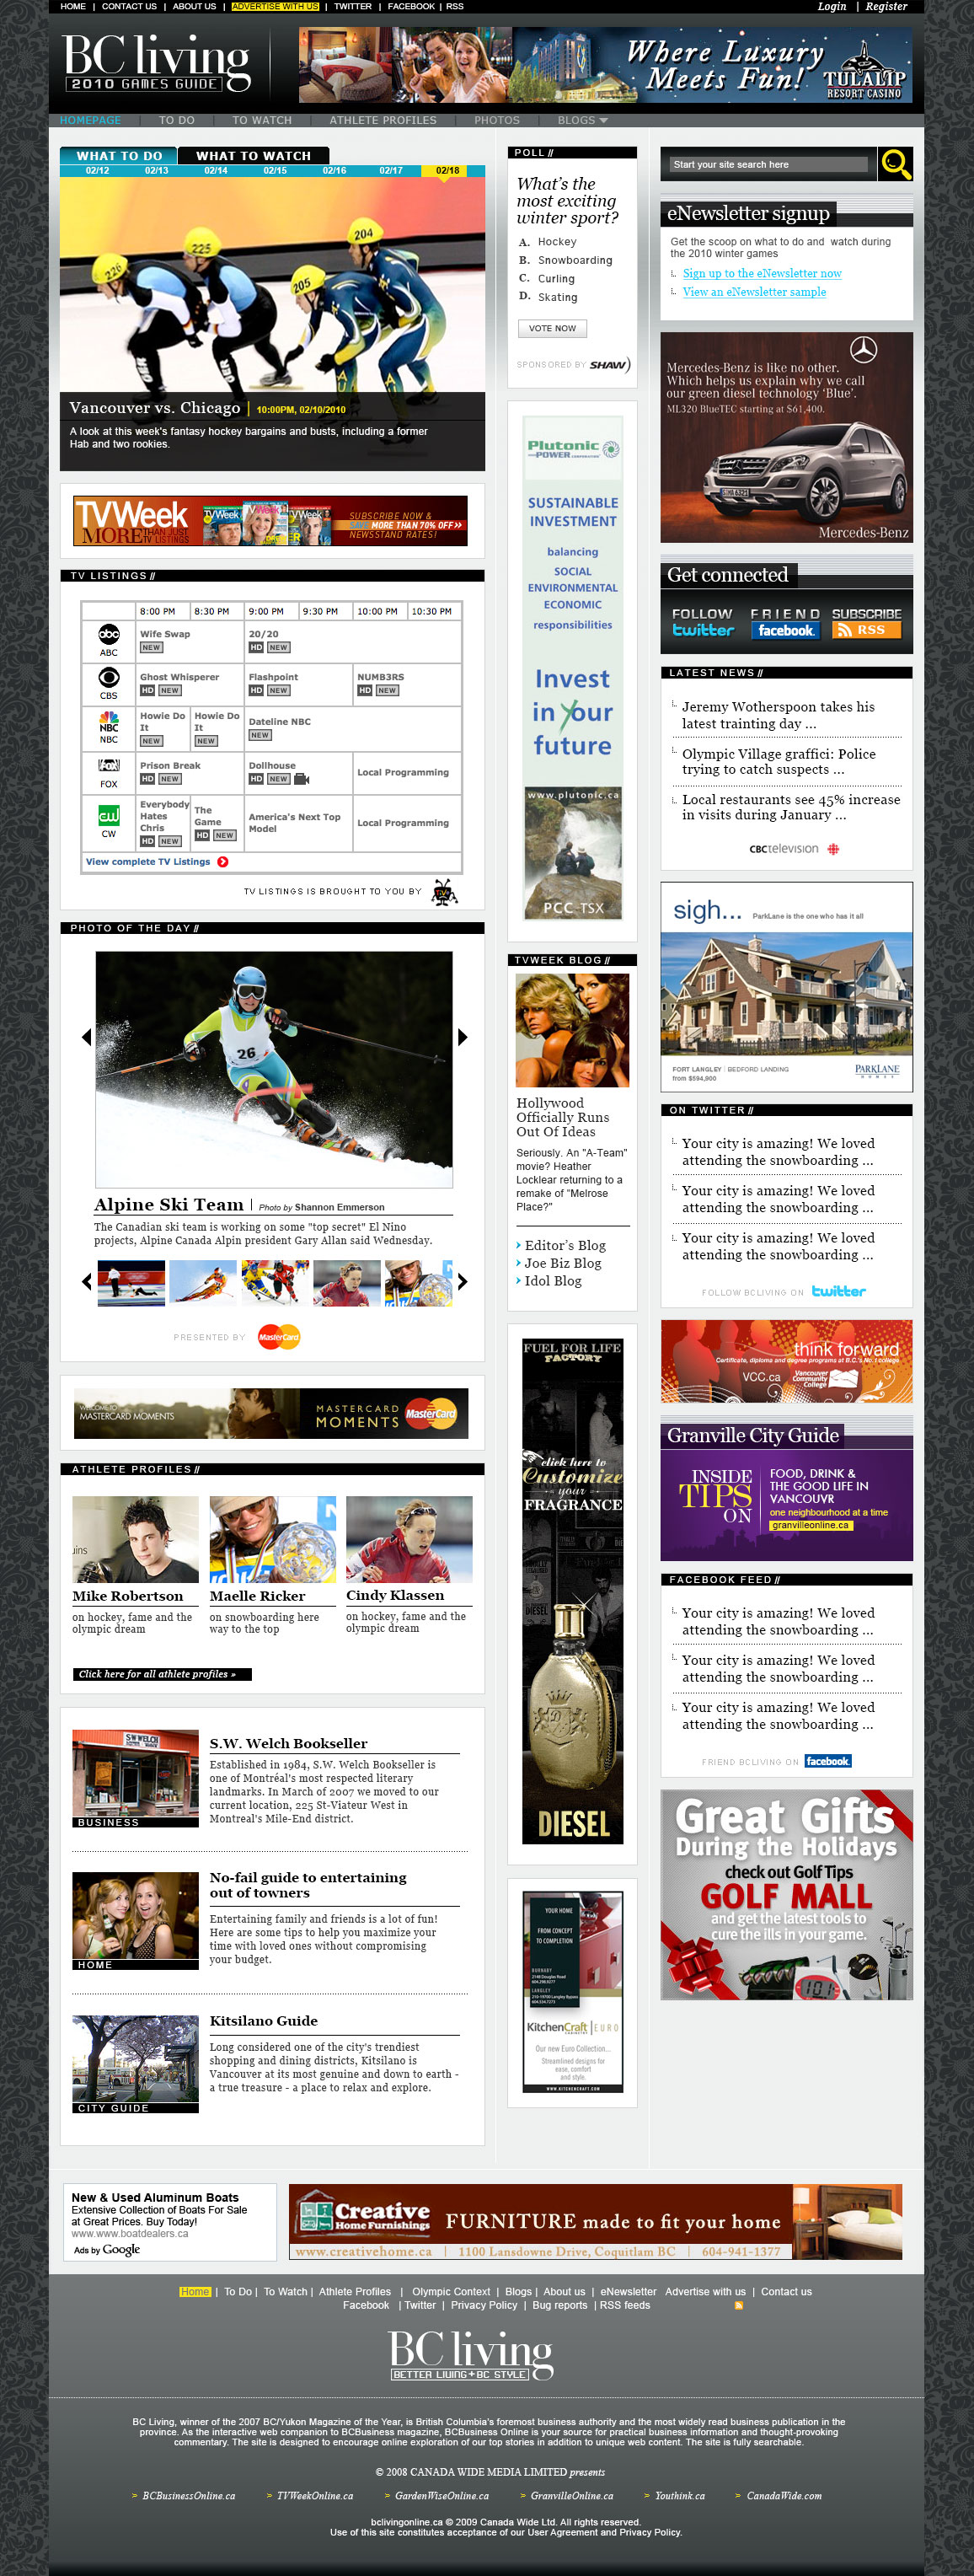 HOME | CONTACT US | ABOUT US | ADVERTISE WITH US | TWITTER | FACEBOOK | RSS
Login | Register
BC living
2010 GAMES GUIDE
Where Luxury
Meets Fun!
TULALIP
RESORT CASINO
HOMEPAGE | TO DO | TO WATCH | ATHLETE PROFILES | PHOTOS | BLOGS
WHAT TO DO
WHAT TO WATCH
02/12 02/13 02/14 02/15 02/16 02/17 02/18
226
225
205
204
Vancouver vs. Chicago | 10:00PM, 02/10/2010
A look at this week's fantasy hockey bargains and busts, including a former
Hab and two rookies.
TVWeek
MORE THAN JUST
TV LISTINGS
SUBSCRIBE NOW &
SAVE MORE THAN 70% OFF>>
NEWSSTAND RATES!
TV LISTINGS //
8:00 PM 8:30 PM 9:00 PM 9:30 PM 10:00 PM 10:30 PM
abc
ABC
Wife Swap
NEW
20/20
HD NEW
CBS
Ghost Whisperer
HD NEW
Flashpoint
HD NEW
NUMB3RS
HD NEW
NBC
NBC
Howie Do
It
NEW
Howie Do
It
NEW
Dateline NBC
NEW
FOX
FOX
Prison Break
HD NEW
Dollhouse
HD NEW
Local Programming
CW
CW
Everybody
Hates
Chris
HD NEW
The
Game
HD NEW
America's Next Top
Model
Local Programming
View complete TV Listings
TV LISTINGS IS BROUGHT TO YOU BY
TiVo
PHOTO OF THE DAY //
26
Alpine Ski Team | Photo by Shannon Emmerson
The Canadian ski team is working on some "top secret" El Nino
projects, Alpine Canada Alpin president Gary Allan said Wednesday.
PRESENTED BY MasterCard
WELCOME TO
MASTERCARD MOMENTS
MASTERCARD
MOMENTS
MasterCard
ATHLETE PROFILES //
Mike Robertson
on hockey, fame and the
olympic dream
Maelle Ricker
on snowboarding here
way to the top
Cindy Klassen
on hockey, fame and the
olympic dream
Click here for all athlete profiles »
S.W. WELCH
BUSINESS
S.W. Welch Bookseller
Established in 1984, S.W. Welch Bookseller is
one of Montréal's most respected literary
landmarks. In March of 2007 we moved to our
current location, 225 St-Viateur West in
Montreal's Mile-End district.
HOME
No-fail guide to entertaining
out of towners
Entertaining family and friends is a lot of fun!
Here are some tips to help you maximize your
time with loved ones without compromising
your budget.
CITY GUIDE
Kitsilano Guide
Long considered one of the city's trendiest
shopping and dining districts, Kitsilano is
Vancouver at its most genuine and down to earth -
a true treasure - a place to relax and explore.
POLL //
What's the
most exciting
winter sport?
A. Hockey
B. Snowboarding
C. Curling
D. Skating
VOTE NOW
SPONSORED BY SHAW)
Plutonic
POWER CORPORATION
SUSTAINABLE
INVESTMENT
balancing
SOCIAL
ENVIRONMENTAL
ECONOMIC
responsibilities
Invest
in your
future
www.plutonic.ca
PCC-TSX
TVWEEK BLOG //
Hollywood
Officially Runs
Out Of Ideas
Seriously. An "A-Team"
movie? Heather
Locklear returning to a
remake of "Melrose
Place?"
Editor's Blog
Joe Biz Blog
Idol Blog
FUEL FOR LIFE
FACTORY
click here to
Customize
your
FRAGRANCE
DIESEL
D
DIESEL
YOUR HOME
FROM CONCEPT
TO COMPLETION
BURNABY
LANGLEY
KitchenCraft EURO
CABINETRY
Our new Euro Collection...
Streamlined designs for
ease, comfort
and style.
WWW.KITCHENCRAFT.COM
Start your site search here
eNewsletter signup
Get the scoop on what to do and watch during
the 2010 winter games
Sign up to the eNewsletter now
View an eNewsletter sample
Mercedes-Benz is like no other.
Which helps us explain why we call
our green diesel technology 'Blue'.
ML320 BlueTEC starting at $61,400.
Mercedes-Benz
Get connected
FOLLOW
twitter
FRIEND
facebook.
SUBSCRIBE
RSS
LATEST NEWS //
Jeremy Wotherspoon takes his
latest trainting day ...
Olympic Village graffici: Police
trying to catch suspects ...
Local restaurants see 45% increase
in visits during January ...
CBCtelevision
sigh... ParkLane is the one who has it all
FORT LANGLEY | BEDFORD LANDING
from $594,900
PARKLANE
HOMES
ON TWITTER //
Your city is amazing! We loved
attending the snowboarding ...
Your city is amazing! We loved
attending the snowboarding ...
Your city is amazing! We loved
attending the snowboarding ...
FOLLOW BCLIVING ON twitter
think forward
Certificate, diploma and degree programs at B.C.'s No.1 college
VCC.ca
Vancouver
Community
College
Granville City Guide
INSIDE
TIPS
ON
FOOD, DRINK &
THE GOOD LIFE IN
VANCOUVR
one neighbourhood at a time
granvilleonline.ca
FACEBOOK FEED //
Your city is amazing! We loved
attending the snowboarding ...
Your city is amazing! We loved
attending the snowboarding ...
Your city is amazing! We loved
attending the snowboarding ...
FRIEND BCLIVING ON facebook.
Great Gifts
During the Holidays
check out Golf Tips
GOLF MALL
and get the latest tools to
cure the ills in your game.
101
New & Used Aluminum Boats
Extensive Collection of Boats For Sale
at Great Prices. Buy Today!
www.www.boatdealers.ca
Ads by Google
Creative
Home Furnishings
FURNITURE made to fit your home
www.creativehome.ca | 1100 Lansdowne Drive, Coquitlam BC | 604-941-1377
Home | To Do | To Watch | Athlete Profiles | Olympic Context | Blogs | About us | eNewsletter Advertise with us | Contact us
Facebook | Twitter | Privacy Policy | Bug reports | RSS feeds
BC living
BETTER LIVING + BC STYLE
BC Living, winner of the 2007 BC/Yukon Magazine of the Year, is British Columbia's foremost business authority and the most widely read business publication in the
province. As the interactive web companion to BCBusiness magazine, BCBusiness Online is your source for practical business information and thought-provoking
commentary. The site is designed to encourage online exploration of our top stories in addition to unique web content. The site is fully searchable.
© 2008 CANADA WIDE MEDIA LIMITED presents
> BCBusinessOnline.ca > TVWeekOnline.ca > GardenWiseOnline.ca > GranvilleOnline.ca > Youthink.ca > CanadaWide.com
bclivingonline.ca © 2009 Canada Wide Ltd. All rights reserved.
Use of this site constitutes acceptance of our User Agreement and Privacy Policy.